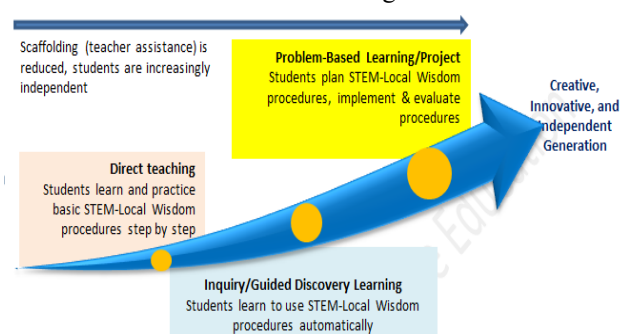 Scaffolding (teacher assistance) is
reduced, students are increasingly
independent
Problem-Based Learning/Project
Students plan STEM-Local Wisdom
procedures, implement & evaluate
procedures
Creative,
Innovative, and
Independent
Generation
Direct teaching
Students learn and practice
basic STEM-Local Wisdom
procedures step by step
Inquiry/Guided Discovery Learning
Students learn to use STEM-Local Wisdom
procedures automatically